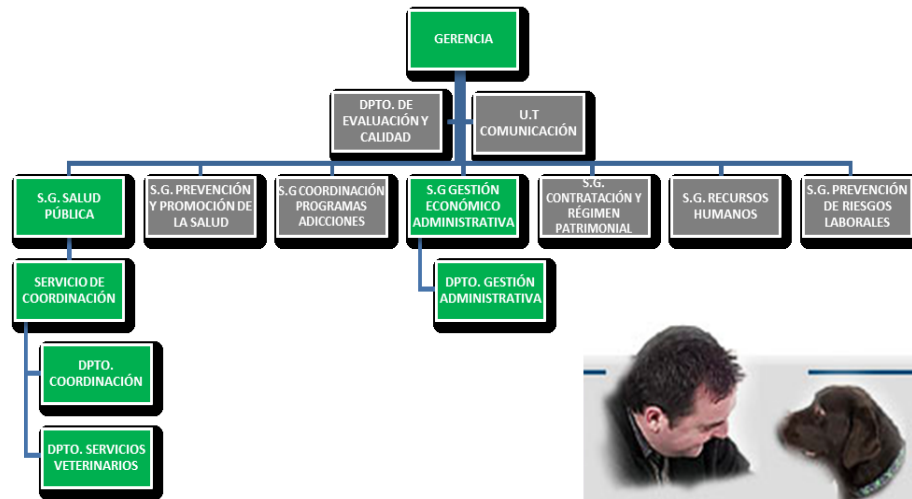 GERENCIA
DPTO. DE
EVALUACIÓN Y
CALIDAD
U.T
COMUNICACIÓN
S.G. SALUD
PÚBLICA
S.G. PREVENCIÓN
Y PROMOCIÓN DE
LA SALUD
S.G COORDINACIÓN
PROGRAMAS
ADICCIONES
S.G GESTIÓN
ECONÓMICO
ADMINISTRATIVA
S.G.
CONTRATACIÓN Y
RÉGIMEN
PATRIMONIAL
S.G. RECURSOS
HUMANOS
S.G. PREVENCIÓN
DE RIESGOS
LABORALES
SERVICIO DE
COORDINACIÓN
DPTO. GESTIÓN
ADMINISTRATIVA
DPTO.
COORDINACIÓN
DPTO. SERVICIOS
VETERINARIOS